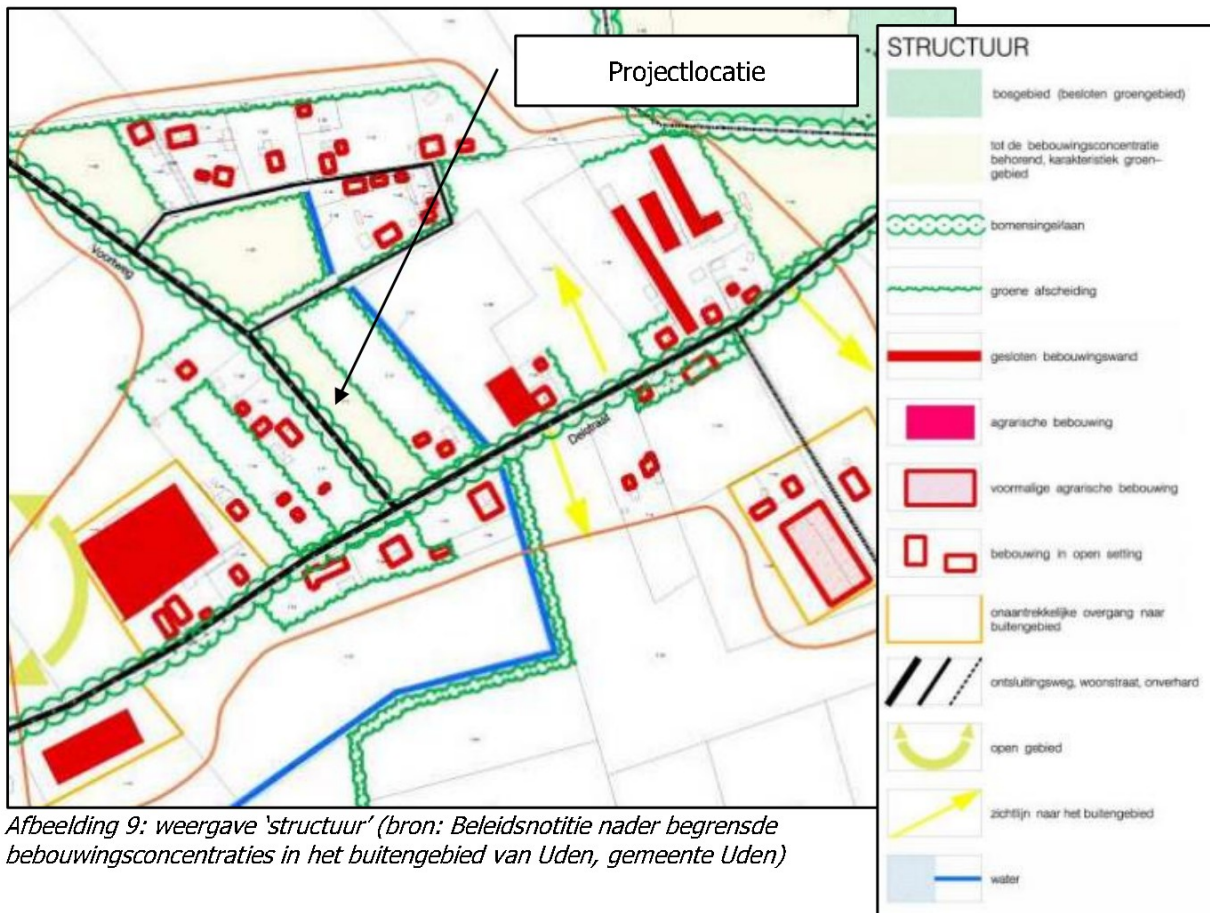 Projectlocatie
Voortweg
Delstraat
STRUCTUUR
bosgebied (besloten groengebied)
tot de bebouwingsconcentratie
behorend, karakteristiek groen-
gebied
bomensingel/laan
groene afscheiding
gesloten bebouwingswand
agrarische bebouwing
voormalige agrarische bebouwing
bebouwing in open setting
onaantrekkelijke overgang naar
buitengebied
ontsluitingsweg, woonstraat, onverhard
open gebied
zichtlijn naar het buitengebied
water
Afbeelding 9: weergave ‘structuur’ (bron: Beleidsnotitie nader begrensde
bebouwingsconcentraties in het buitengebied van Uden, gemeente Uden)